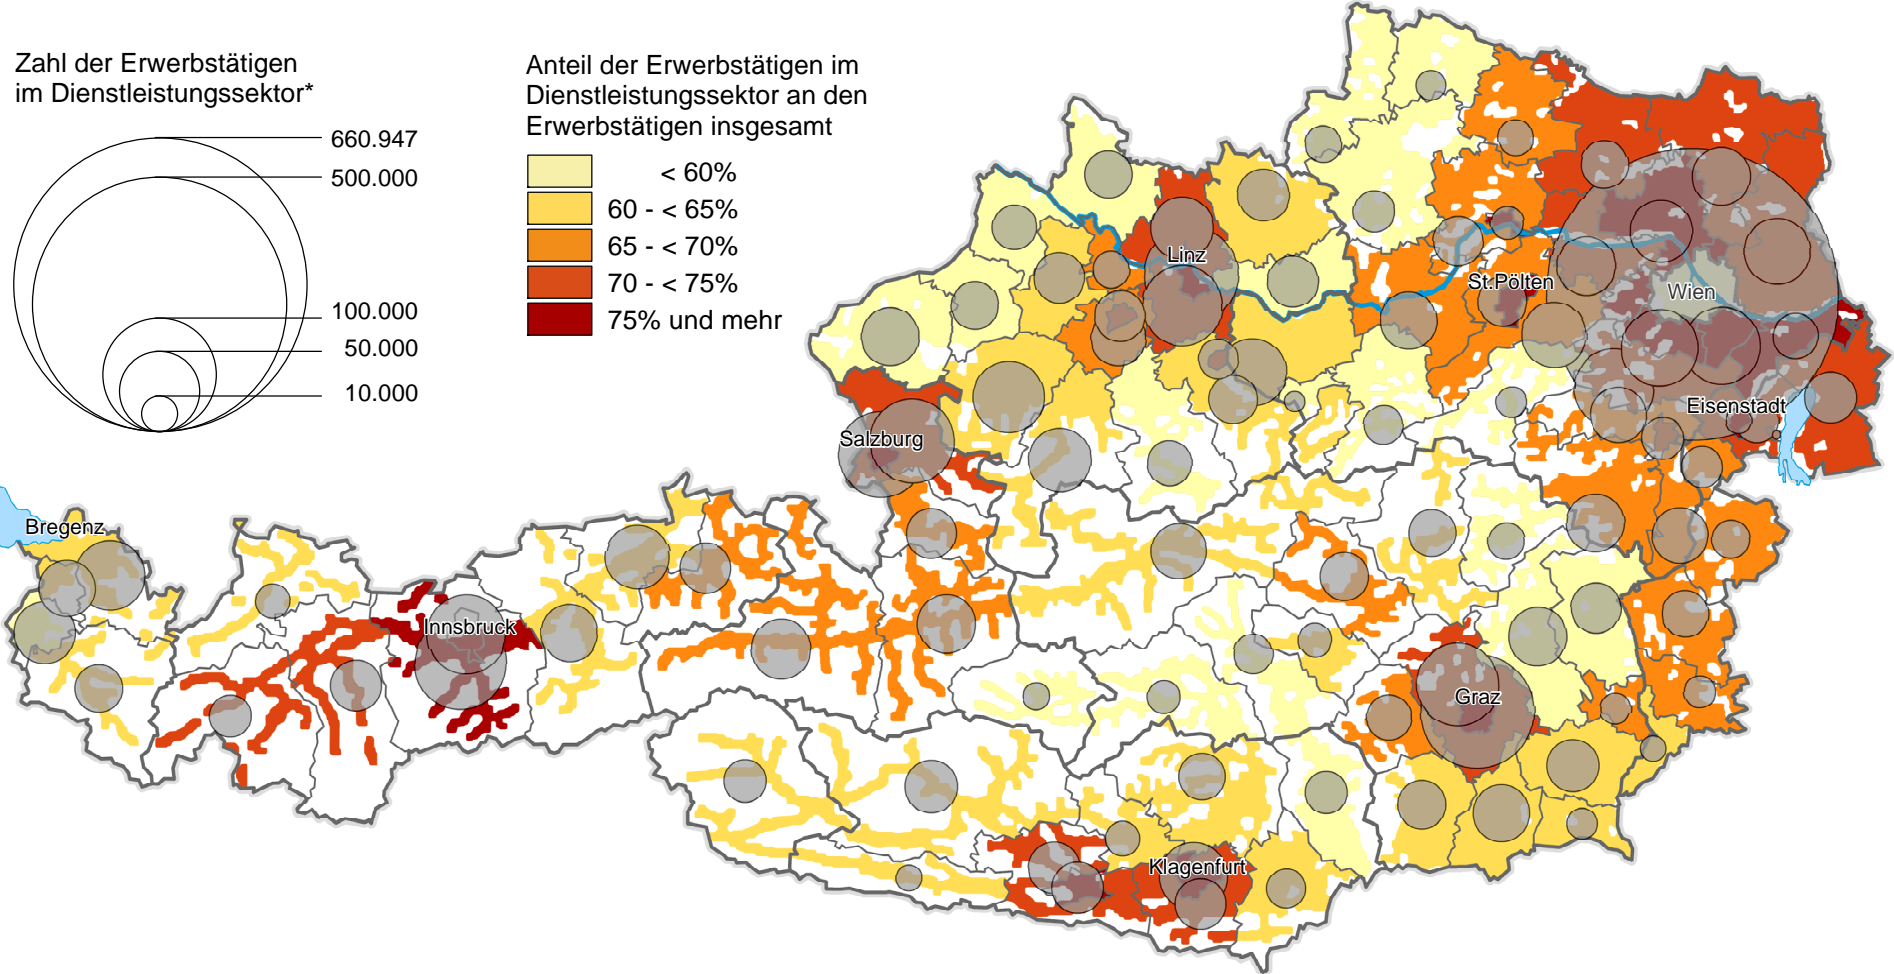 Zahl der Erwerbstätigen
im Dienstleistungssektor*
660.947
500.000
100.000
50.000
10.000
Anteil der Erwerbstätigen im
Dienstleistungssektor an den
Erwerbstätigen insgesamt
< 60%
60 - < 65%
65 - < 70%
70 - < 75%
75% und mehr
Linz
St.Pölten
Wien
Eisenstadt
Salzburg
Bregenz
Innsbruck
Graz
Klagenfurt